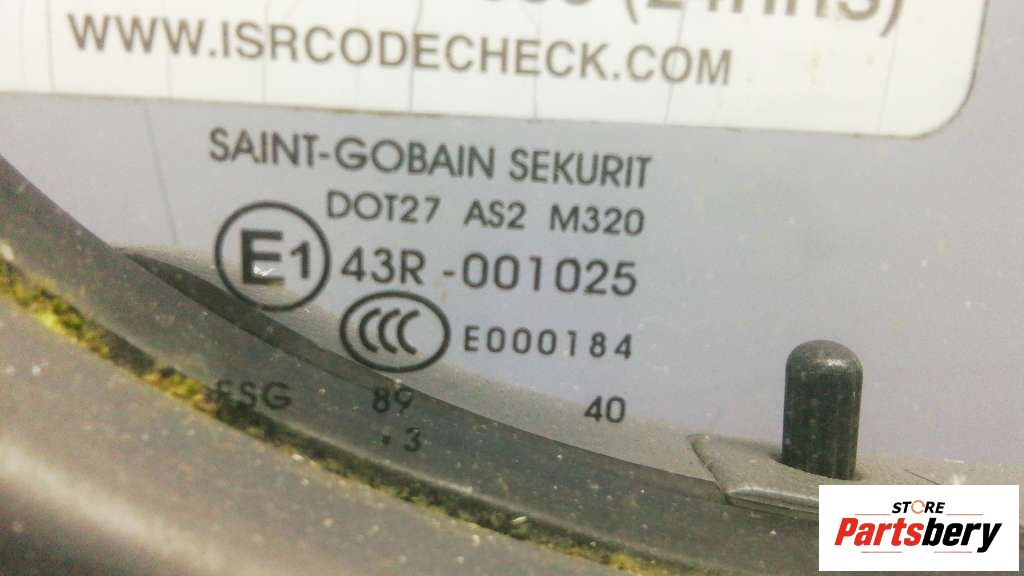 (24HRS)
WWW.ISRCODECHECK.COM
SAINT-GOBAIN SEKURIT
DOT27 AS2 M320
E1 43R -001025
CCC E000184
ESG 89 40
. 3
STORE
Partsbery